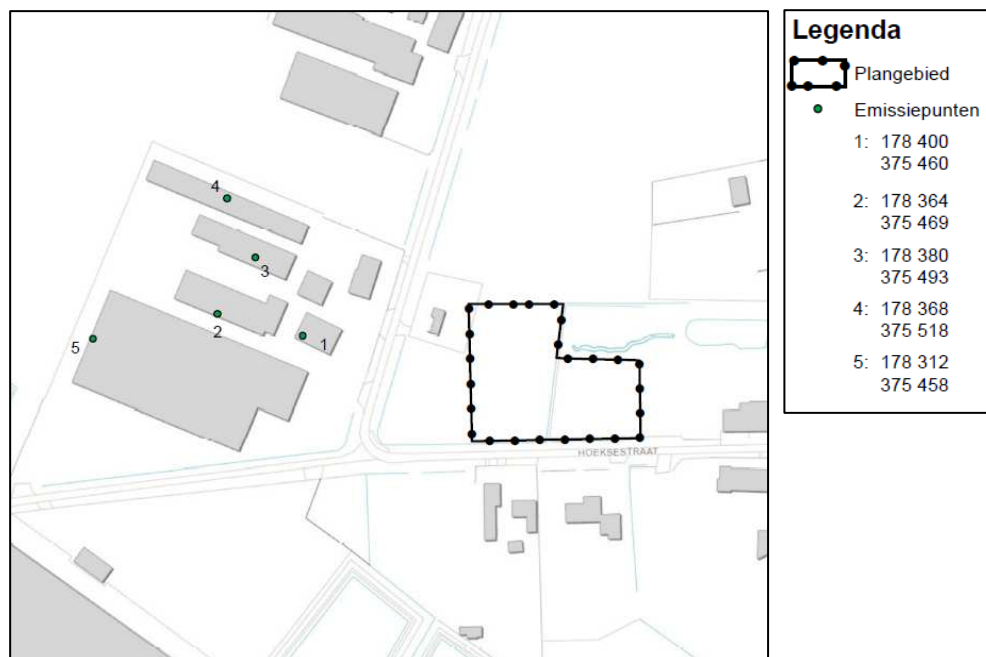 4
3
2
1
5
HOEKSESTRAAT
Legenda
Plangebied
Emissiepunten
1: 178 400
375 460
2: 178 364
375 469
3: 178 380
375 493
4: 178 368
375 518
5: 178 312
375 458